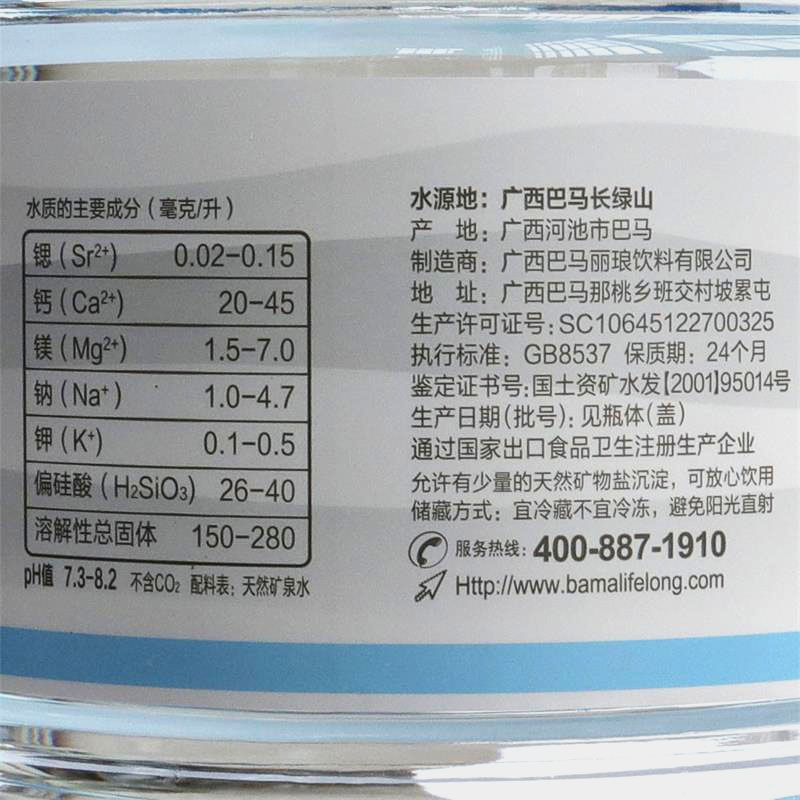 水质的主要成分（毫克/升）
锶（Sr²⁺） 0.02-0.15
钙（Ca²⁺） 20-45
镁（Mg²⁺） 1.5-7.0
钠（Na⁺） 1.0-4.7
钾（K⁺） 0.1-0.5
偏硅酸（H₂SiO₃） 26-40
溶解性总固体 150-280
pH值 7.3-8.2 不含CO₂ 配料表：天然矿泉水
水源地：广西巴马长绿山
产 地：广西河池市巴马
制造商：广西巴马丽琅饮料有限公司
地 址：广西巴马那桃乡班交村坡累屯
生产许可证号：SC10645122700325
执行标准：GB8537 保质期：24个月
鉴定证书号：国土资矿水发【2001】95014号
生产日期（批号）：见瓶体（盖）
通过国家出口食品卫生注册生产企业
允许有少量的天然矿物盐沉淀，可放心饮用
储藏方式：宜冷藏不宜冷冻，避免阳光直射
服务热线：400-887-1910
Http://www.bamalifelong.com